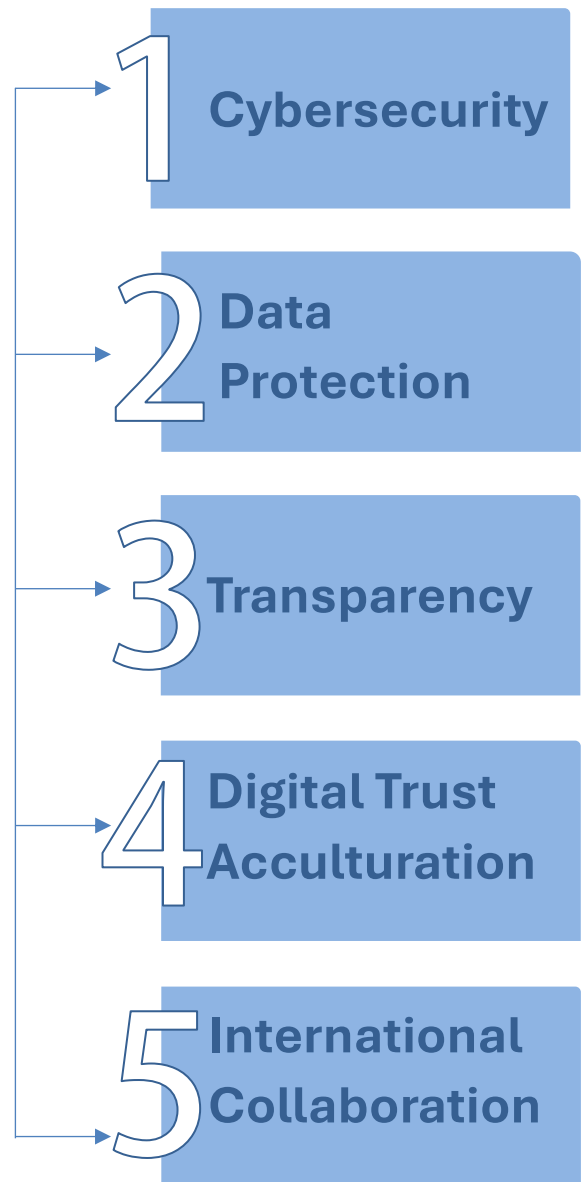 1
Cybersecurity
2
Data
Protection
3
Transparency
4
Digital Trust
Acculturation
5
International
Collaboration